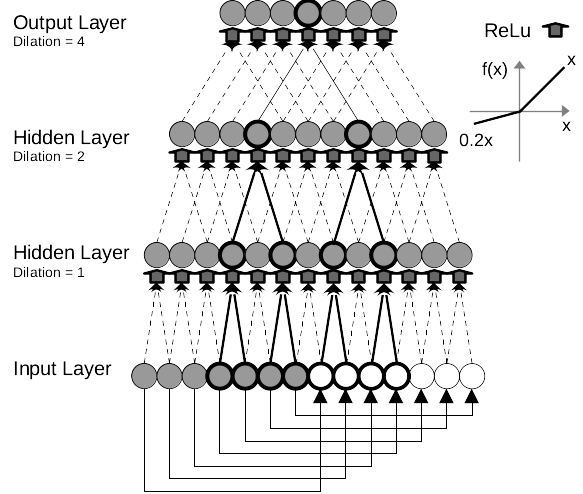 Output Layer
Dilation = 4
ReLu
f(x)
x
x
0.2x
Hidden Layer
Dilation = 2
Hidden Layer
Dilation = 1
Input Layer